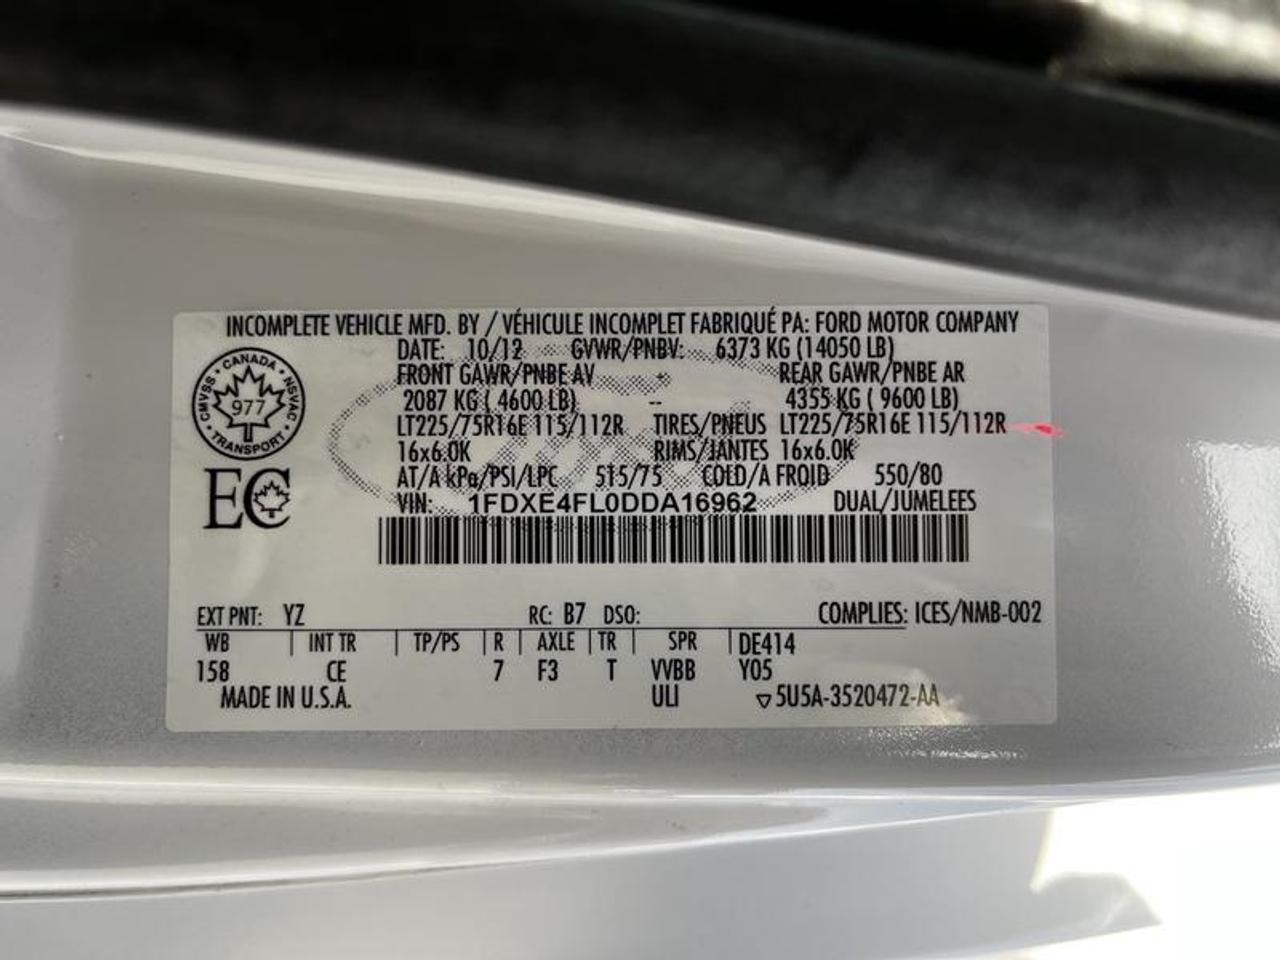 INCOMPLETE VEHICLE MFD. BY / VÉHICULE INCOMPLET FABRIQUÉ PA: FORD MOTOR COMPANY
DATE: 10/12 GVWR/PNBV: 6373 KG (14050 LB)
FRONT GAWR/PNBE AV REAR GAWR/PNBE AR
2087 KG ( 4600 LB) -- 4355 KG ( 9600 LB)
LT225/75R16E 115/112R TIRES/PNEUS LT225/75R16E 115/112R
16x6.0K RIMS/JANTES 16x6.0K
AT/A kPa/PSI/LPC 515/75 COLD/A FROID 550/80
VIN: 1FDXE4FL0DDA16962 DUAL/JUMELEES
CANADA
CMVSS 977 NSVAC
TRANSPORT
EC
EXT PNT: YZ RC: B7 DSO: COMPLIES: ICES/NMB-002
WB | INT TR | TP/PS | R | AXLE | TR | SPR | DE414
158 CE 7 F3 T VVBB Y05
MADE IN U.S.A. ULI ▽5U5A-3520472-AA